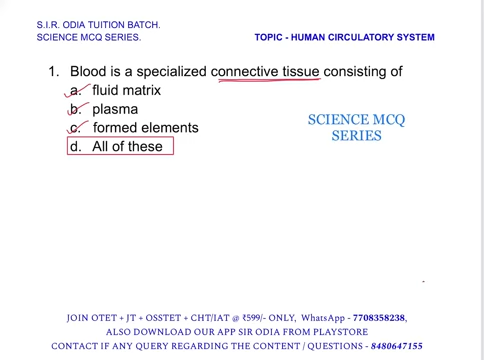 S.I.R. ODIA TUITION BATCH.
SCIENCE MCQ SERIES.
TOPIC - HUMAN CIRCULATORY SYSTEM
1. Blood is a specialized connective tissue consisting of
a. fluid matrix
b. plasma
c. formed elements
d. All of these
SCIENCE MCQ
SERIES
JOIN OTET + JT + OSSTET + CHT/IAT @ ₹599/- ONLY, WhatsApp - 7708358238,
ALSO DOWNLOAD OUR APP SIR ODIA FROM PLAYSTORE
CONTACT IF ANY QUERY REGARDING THE CONTENT / QUESTIONS - 8480647155